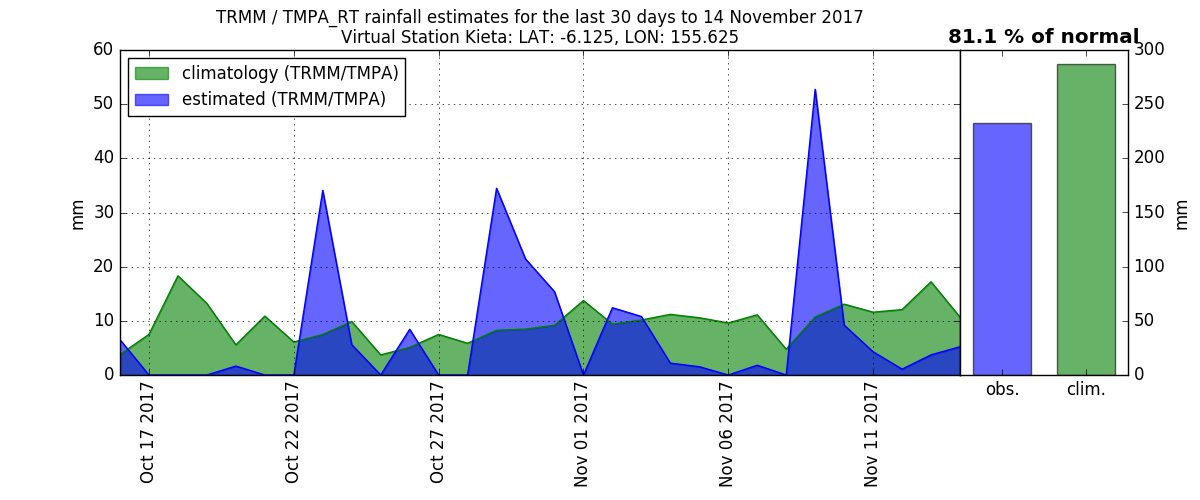 TRMM / TMPA_RT rainfall estimates for the last 30 days to 14 November 2017
Virtual Station Kieta: LAT: -6.125, LON: 155.625
81.1 % of normal
climatology (TRMM/TMPA)
estimated (TRMM/TMPA)
60
50
40
30
20
10
0
mm
300
250
200
150
100
50
0
mm
Oct 17 2017
Oct 22 2017
Oct 27 2017
Nov 01 2017
Nov 06 2017
Nov 11 2017
obs.
clim.